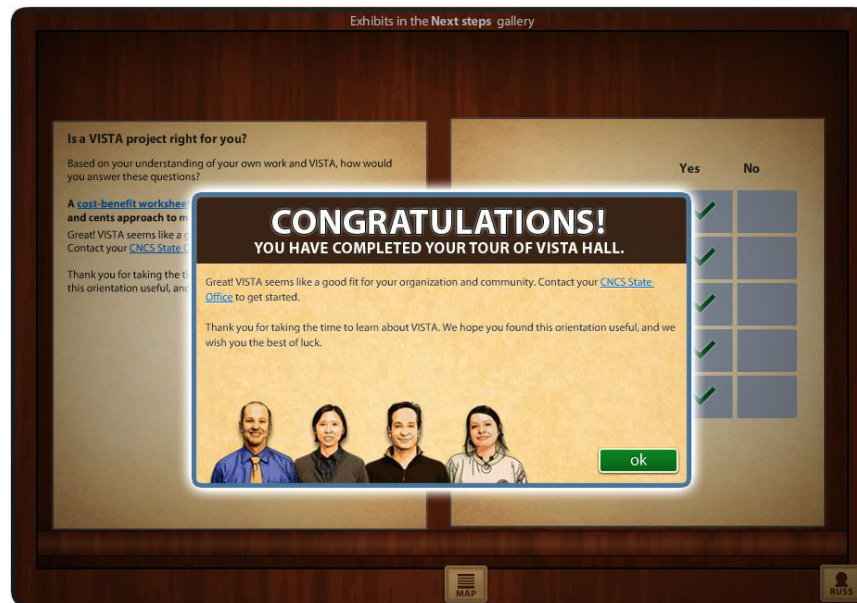 Exhibits in the Next steps gallery
Is a VISTA project right for you?
Based on your understanding of your own work and VISTA, how would
you answer these questions?
A cost-benefit worksheet
and cents approach to m
Great! VISTA seems like a g
Contact your CNCS State O
Thank you for taking the ti
this orientation useful, and
Yes No
CONGRATULATIONS!
YOU HAVE COMPLETED YOUR TOUR OF VISTA HALL.
Great! VISTA seems like a good fit for your organization and community. Contact your CNCS State
Office to get started.
Thank you for taking the time to learn about VISTA. We hope you found this orientation useful, and we
wish you the best of luck.
ok
MAP
RUSS